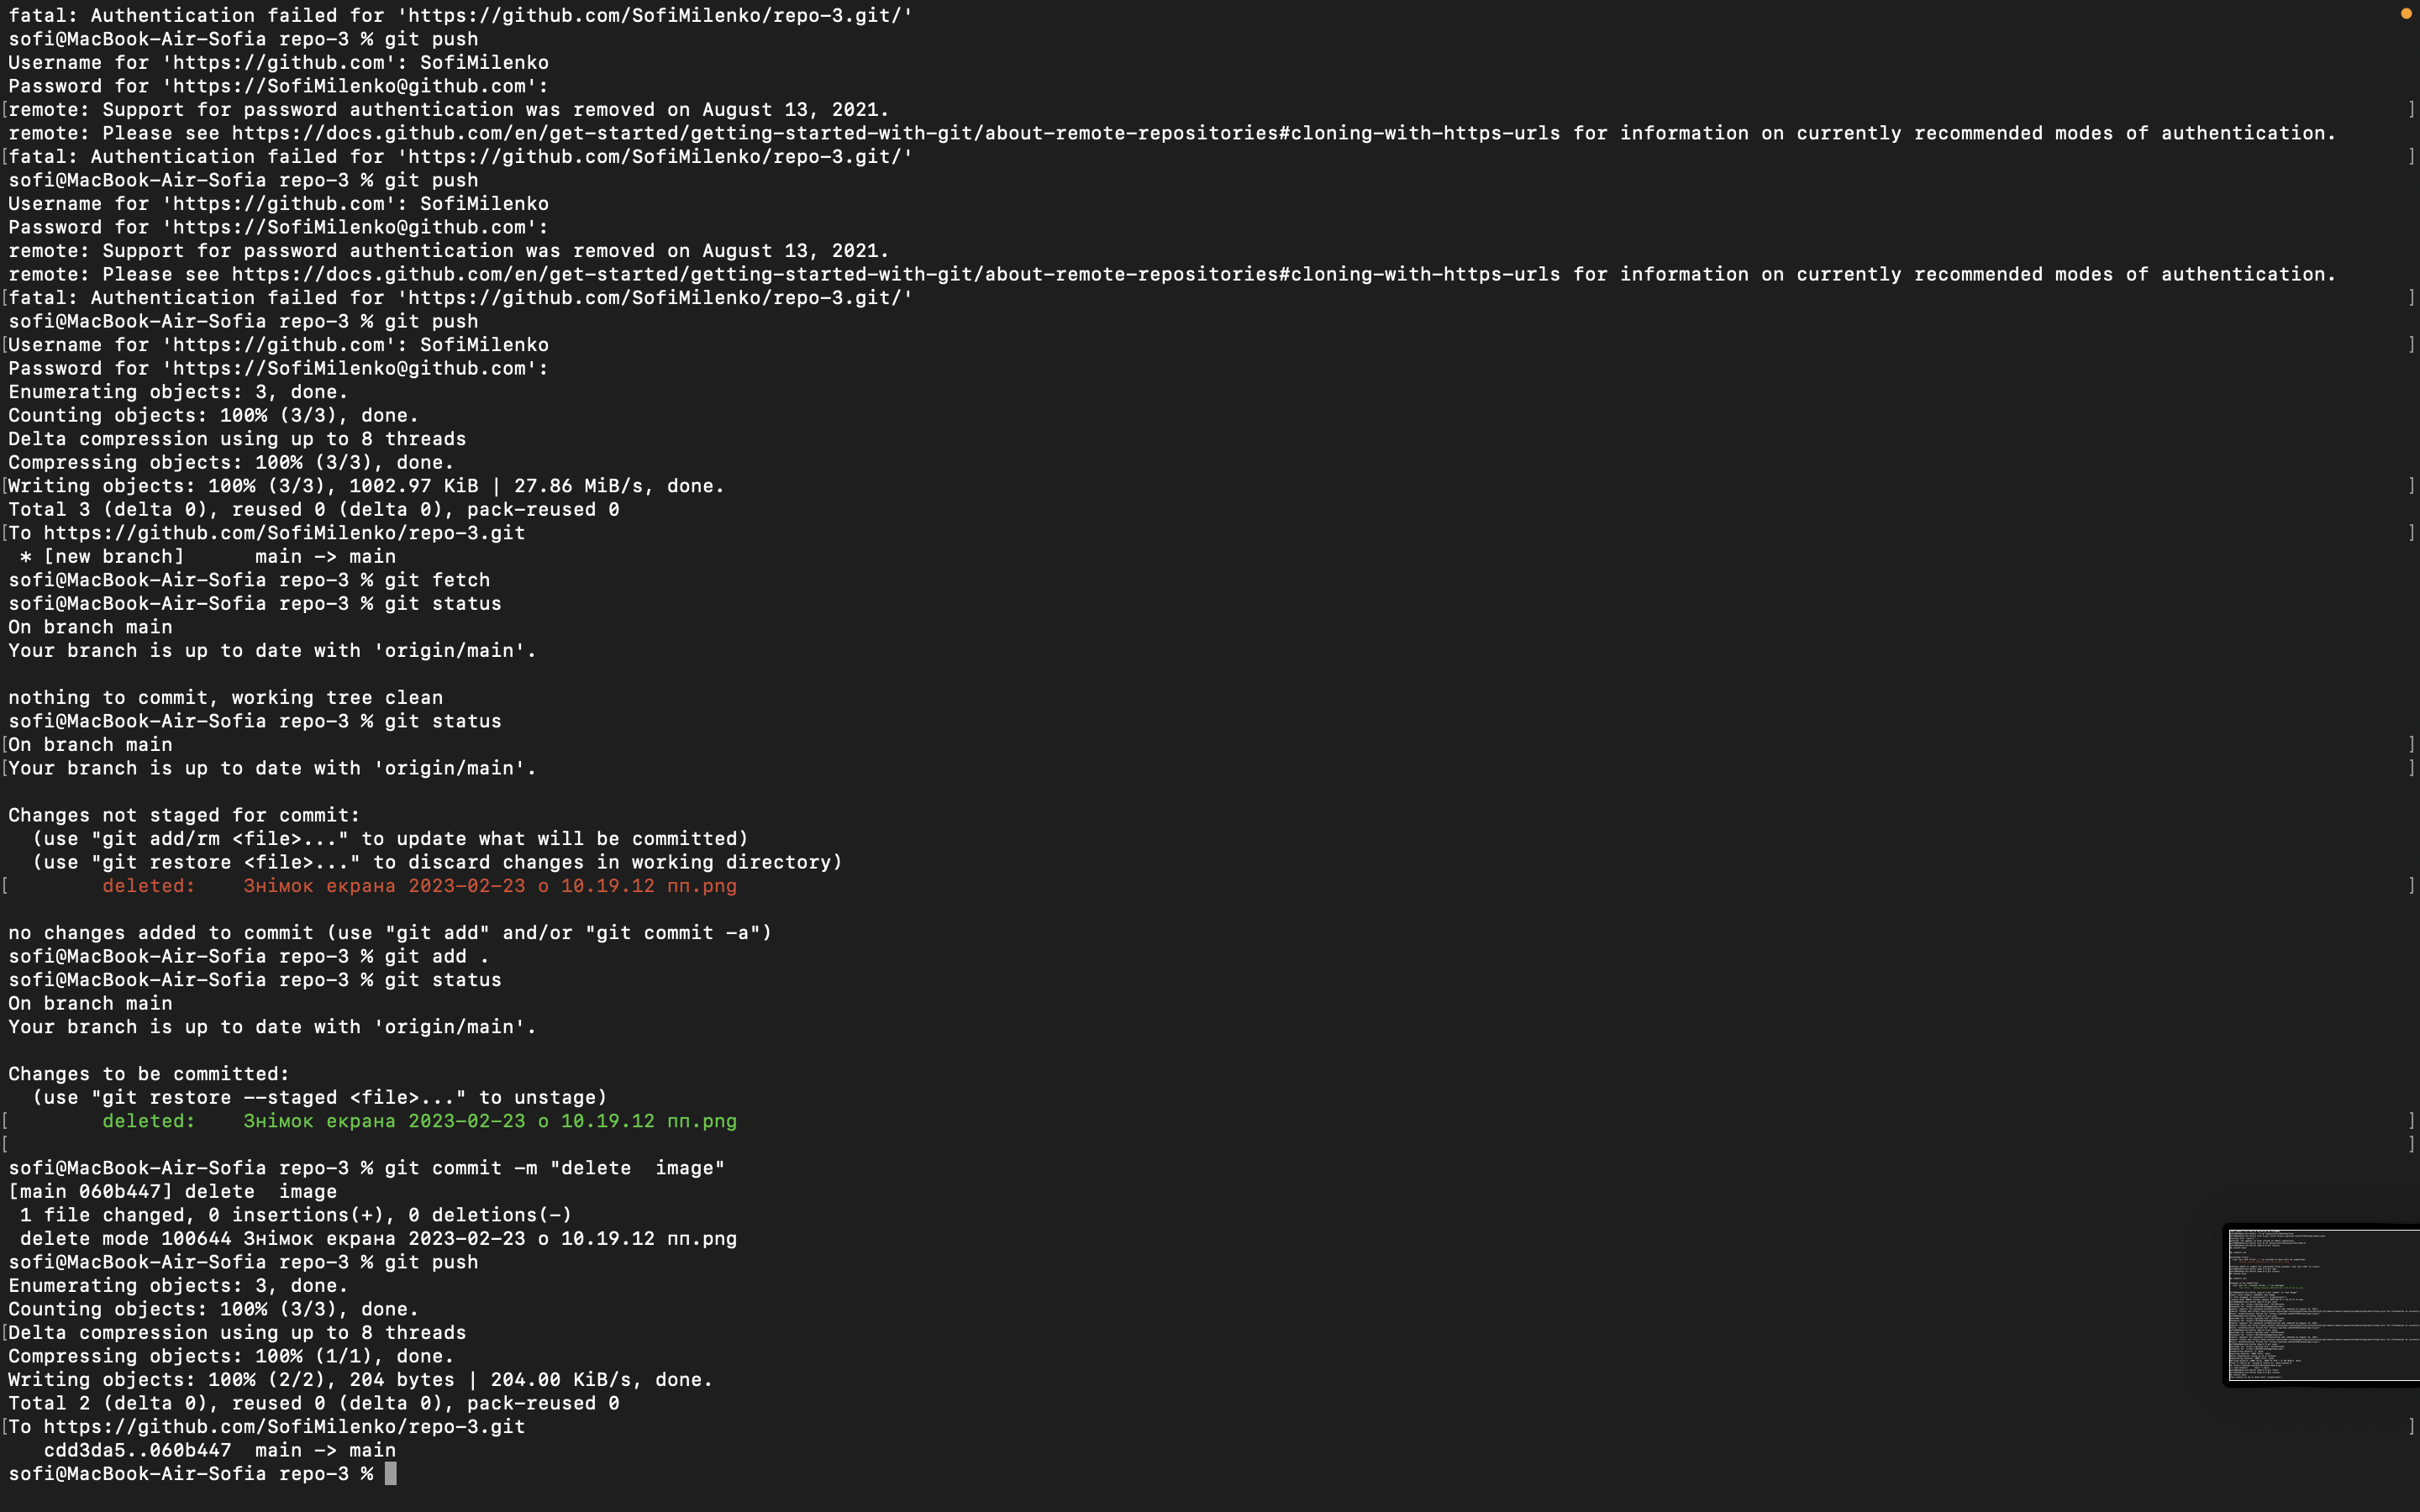 fatal: Authentication failed for 'https://github.com/SofiMilenko/repo-3.git/'
sofi@MacBook-Air-Sofia repo-3 % git push
Username for 'https://github.com': SofiMilenko
Password for 'https://SofiMilenko@github.com':
[remote: Support for password authentication was removed on August 13, 2021. ]
remote: Please see https://docs.github.com/en/get-started/getting-started-with-git/about-remote-repositories#cloning-with-https-urls for information on currently recommended modes of authentication.
[fatal: Authentication failed for 'https://github.com/SofiMilenko/repo-3.git/' ]
sofi@MacBook-Air-Sofia repo-3 % git push
Username for 'https://github.com': SofiMilenko
Password for 'https://SofiMilenko@github.com':
remote: Support for password authentication was removed on August 13, 2021.
remote: Please see https://docs.github.com/en/get-started/getting-started-with-git/about-remote-repositories#cloning-with-https-urls for information on currently recommended modes of authentication.
[fatal: Authentication failed for 'https://github.com/SofiMilenko/repo-3.git/' ]
sofi@MacBook-Air-Sofia repo-3 % git push
[Username for 'https://github.com': SofiMilenko ]
Password for 'https://SofiMilenko@github.com':
Enumerating objects: 3, done.
Counting objects: 100% (3/3), done.
Delta compression using up to 8 threads
Compressing objects: 100% (3/3), done.
[Writing objects: 100% (3/3), 1002.97 KiB | 27.86 MiB/s, done. ]
Total 3 (delta 0), reused 0 (delta 0), pack-reused 0
[To https://github.com/SofiMilenko/repo-3.git ]
 * [new branch]      main -> main
sofi@MacBook-Air-Sofia repo-3 % git fetch
sofi@MacBook-Air-Sofia repo-3 % git status
On branch main
Your branch is up to date with 'origin/main'.

nothing to commit, working tree clean
sofi@MacBook-Air-Sofia repo-3 % git status
[On branch main ]
[Your branch is up to date with 'origin/main'. ]

Changes not staged for commit:
  (use "git add/rm <file>..." to update what will be committed)
  (use "git restore <file>..." to discard changes in working directory)
[        deleted:    Знімок екрана 2023-02-23 о 10.19.12 пп.png ]

no changes added to commit (use "git add" and/or "git commit -a")
sofi@MacBook-Air-Sofia repo-3 % git add .
sofi@MacBook-Air-Sofia repo-3 % git status
On branch main
Your branch is up to date with 'origin/main'.

Changes to be committed:
  (use "git restore --staged <file>..." to unstage)
[        deleted:    Знімок екрана 2023-02-23 о 10.19.12 пп.png ]
[ ]
sofi@MacBook-Air-Sofia repo-3 % git commit -m "delete  image"
[main 060b447] delete  image
 1 file changed, 0 insertions(+), 0 deletions(-)
 delete mode 100644 Знімок екрана 2023-02-23 о 10.19.12 пп.png
sofi@MacBook-Air-Sofia repo-3 % git push
Enumerating objects: 3, done.
Counting objects: 100% (3/3), done.
[Delta compression using up to 8 threads ]
Compressing objects: 100% (1/1), done.
Writing objects: 100% (2/2), 204 bytes | 204.00 KiB/s, done.
Total 2 (delta 0), reused 0 (delta 0), pack-reused 0
[To https://github.com/SofiMilenko/repo-3.git ]
   cdd3da5..060b447  main -> main
sofi@MacBook-Air-Sofia repo-3 %